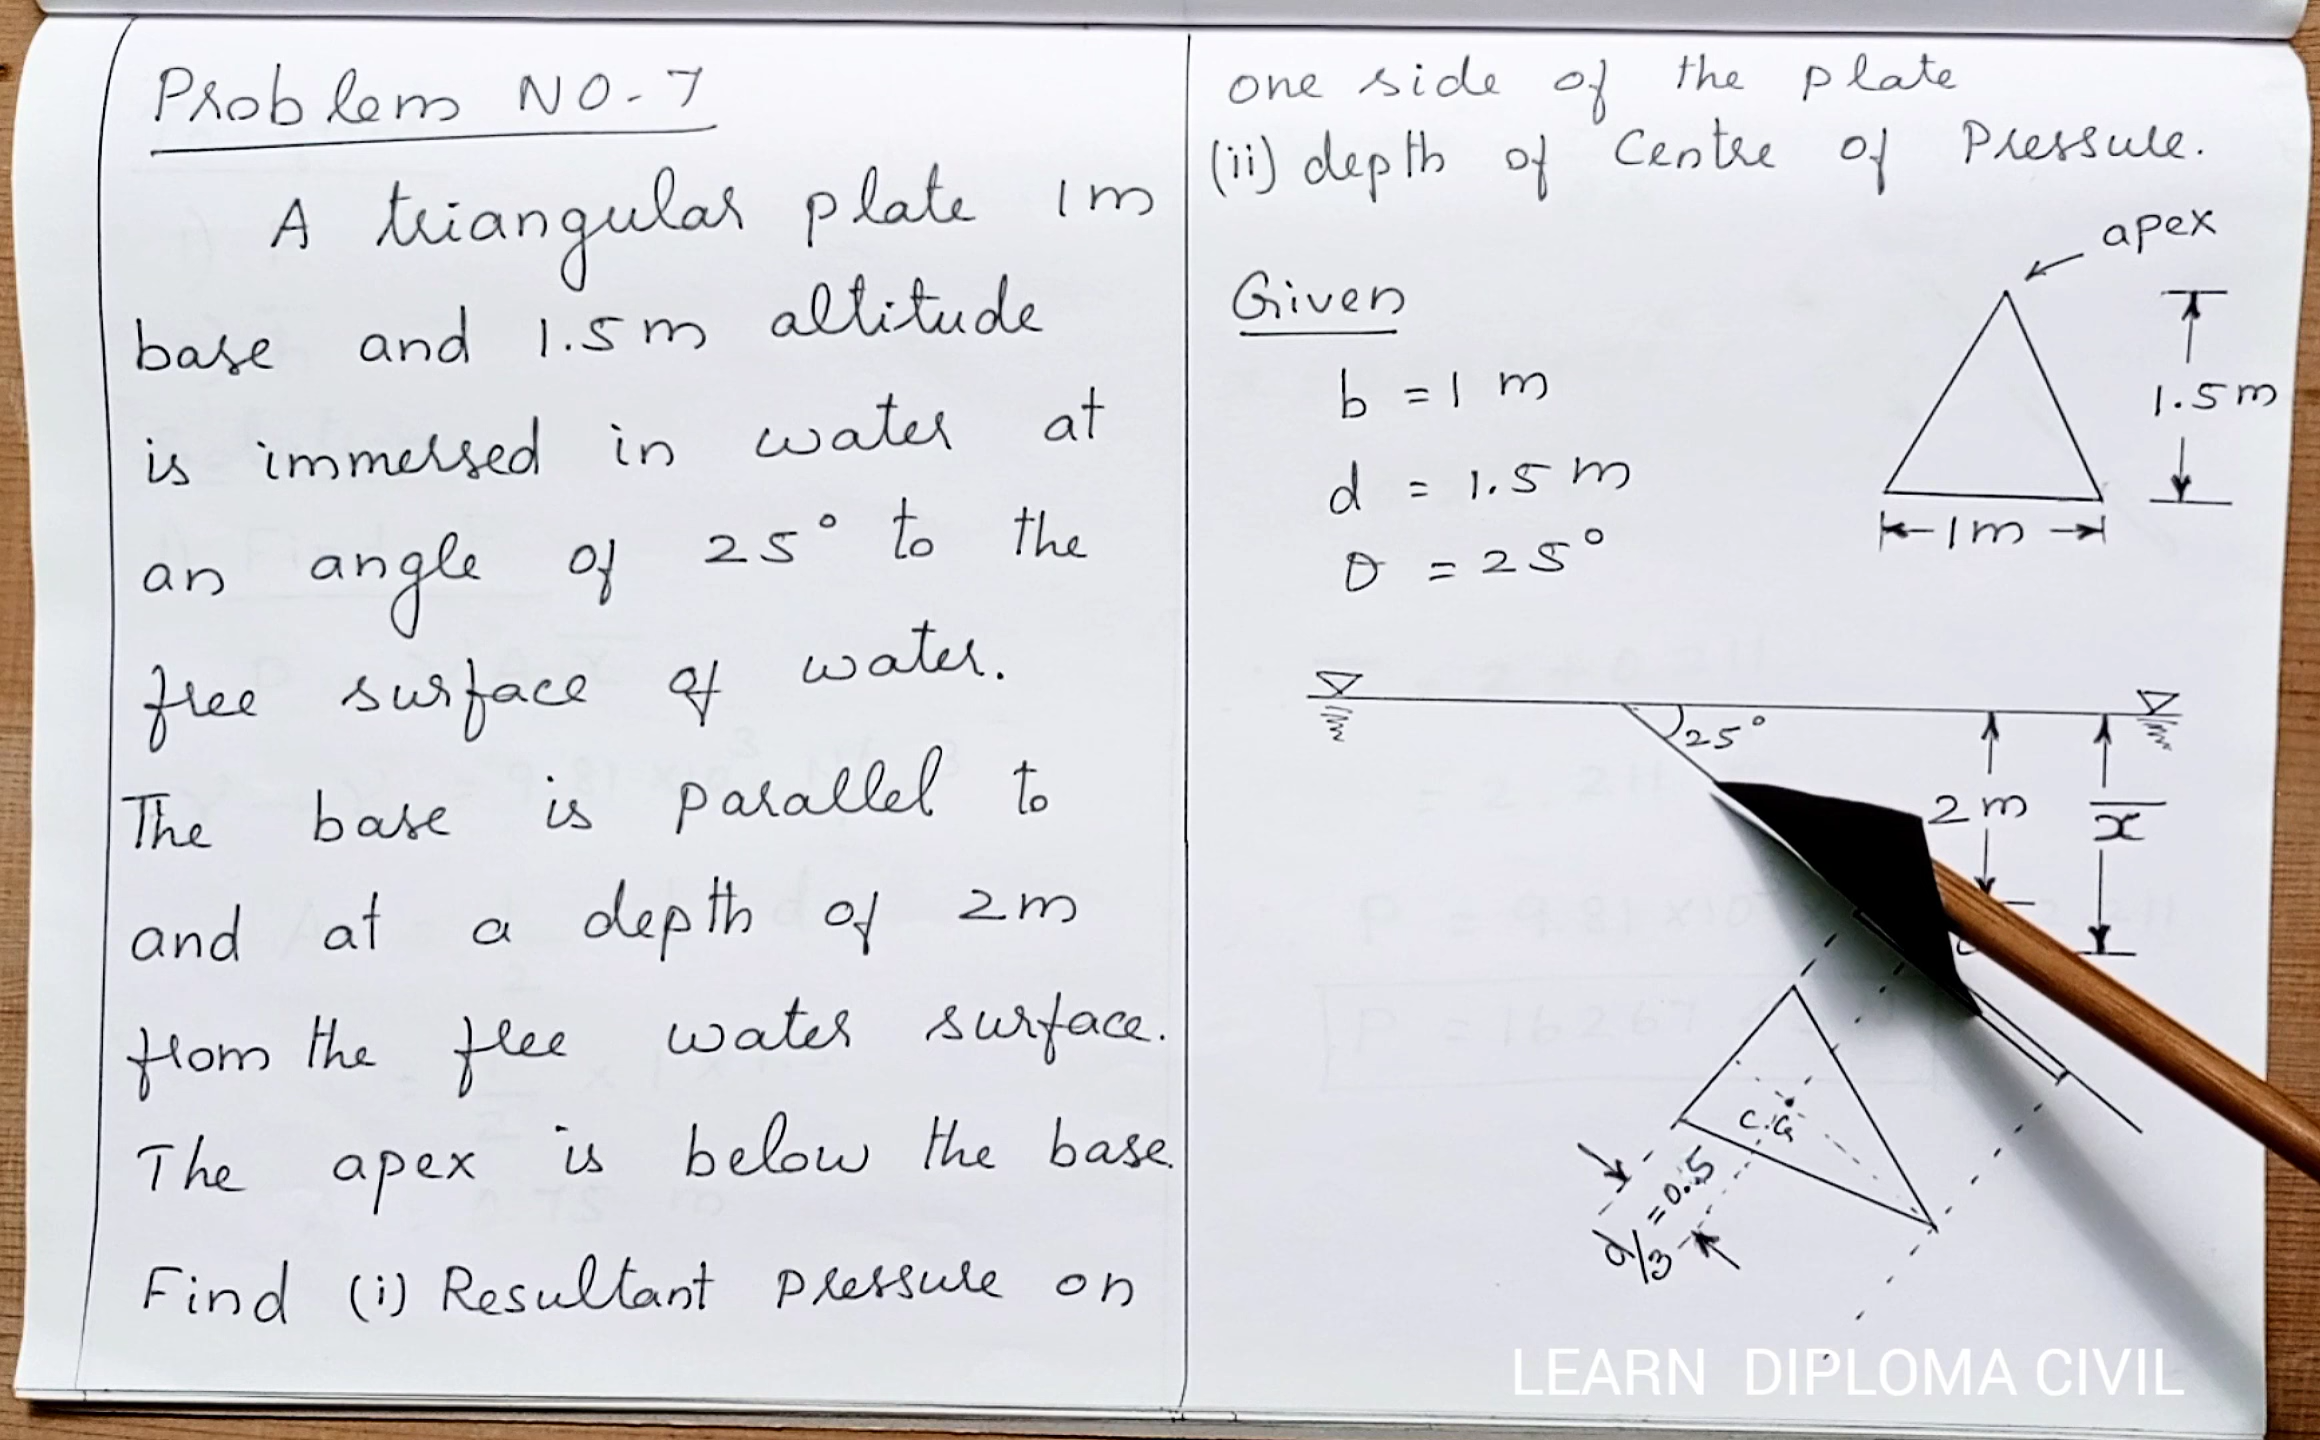 Problem NO-7
A triangular plate 1m
base and 1.5m altitude
is immersed in water at
an angle of 25° to the
free surface of water.
The base is parallel to
and at a depth of 2m
from the free water surface.
The apex is below the base.
Find (i) Resultant pressure on
one side of the plate
(ii) depth of Centre of Pressure.
apex
Given
b = 1 m
d = 1.5 m
θ = 25°
1.5m
1m
25°
2m
x̄
C.G
d/3 = 0.5
LEARN DIPLOMA CIVIL